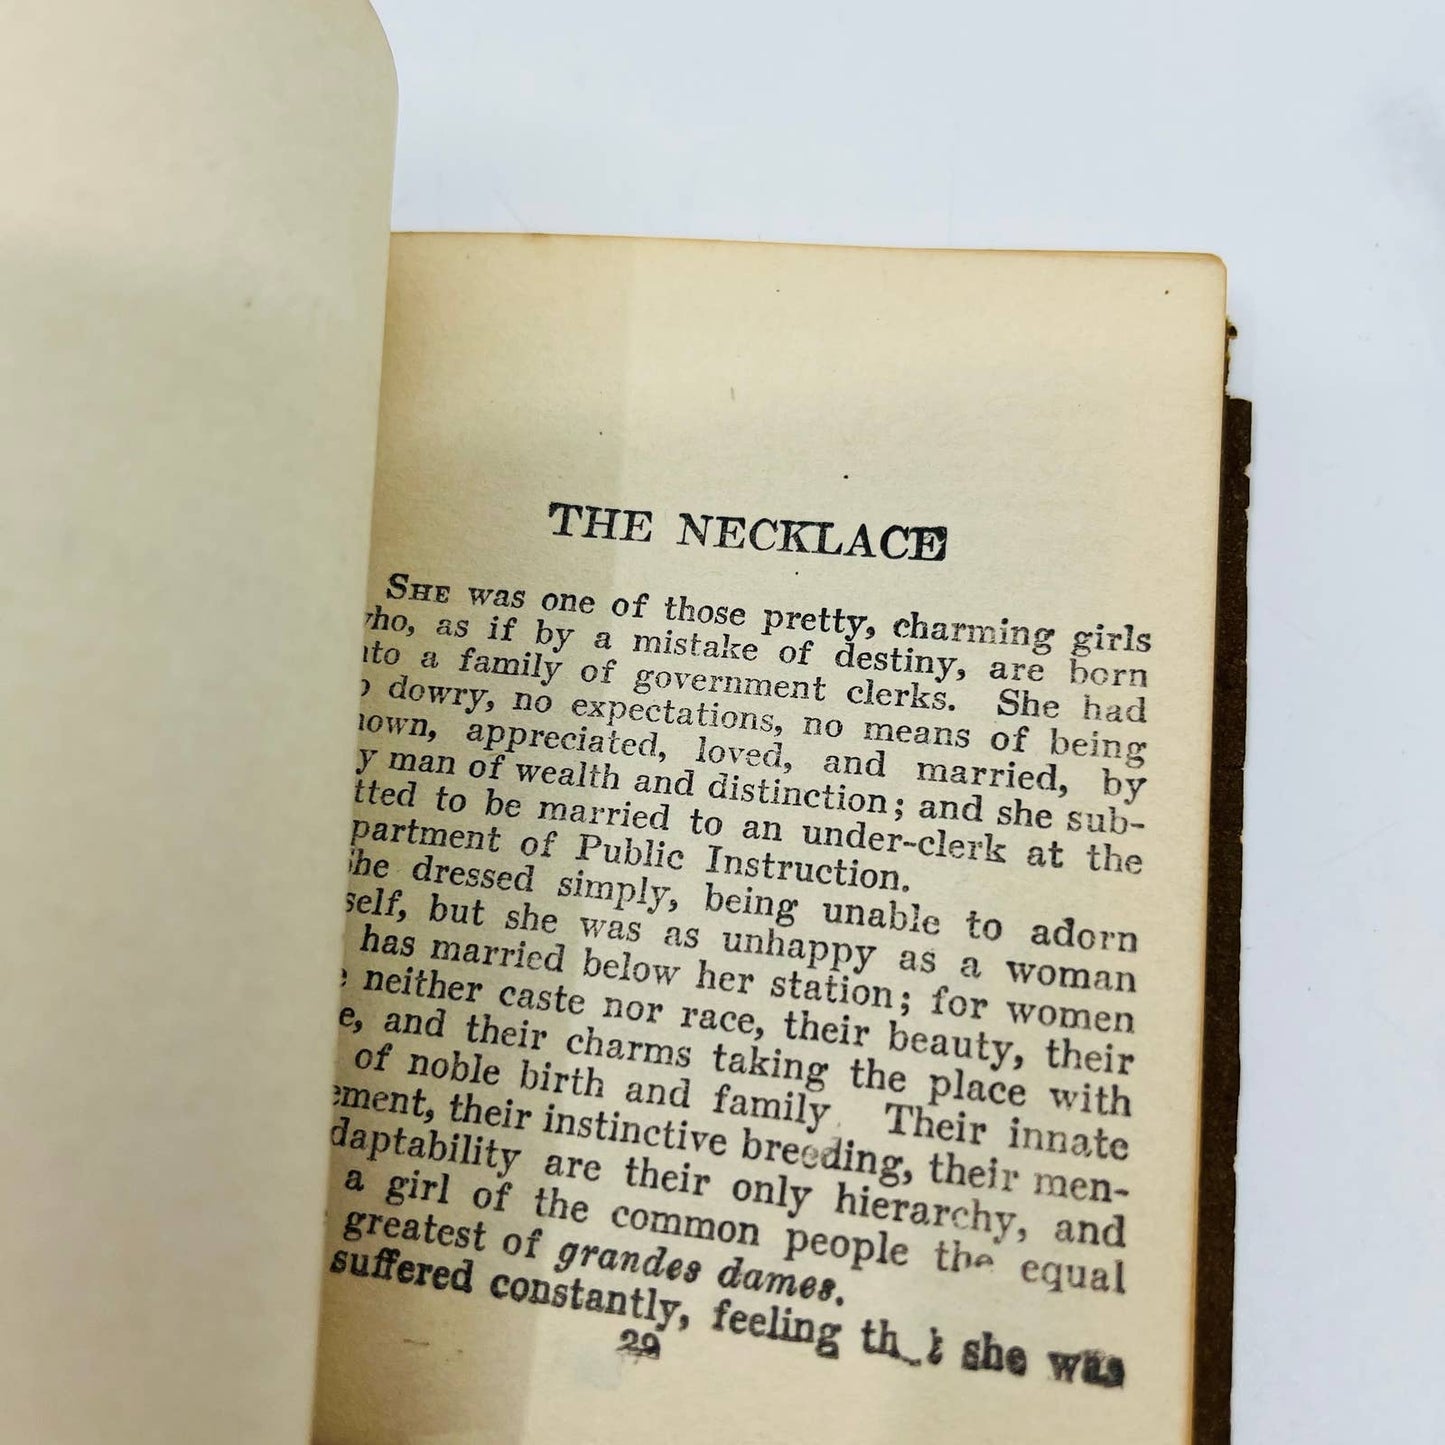 THE NECKLACE
SHE was one of those pretty, charming girls
who, as if by a mistake of destiny, are born
into a family of government clerks. She had
dowry, no expectations, no means of being
nown, appreciated, loved, and married, by
y man of wealth and distinction; and she sub-
tted to be married to an under-clerk at the
partment of Public Instruction.
She dressed simply, being unable to adorn
self, but she was as unhappy as a woman
has married below her station; for women
neither caste nor race, their beauty, their
e, and their charms taking the place with
of noble birth and family Their innate
ement, their instinctive breeding, their men-
daptability are their only hierarchy, and
a girl of the common people the equal
greatest of grandes dames.
suffered constantly, feeling that she was
29